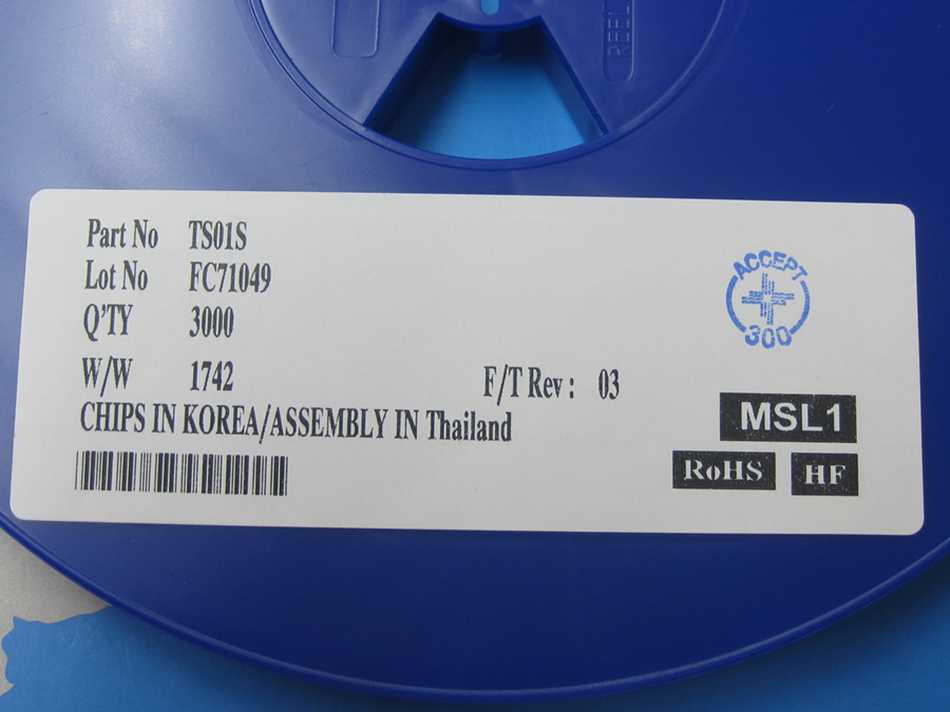 REEL
Part No TS01S
Lot No FC71049
Q'TY 3000
W/W 1742 F/T Rev : 03
CHIPS IN KOREA/ASSEMBLY IN Thailand
ACCEPT
300
MSL1
RoHS HF